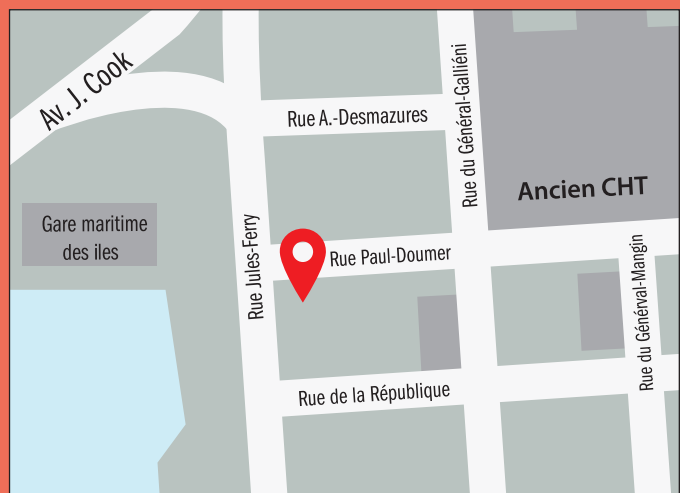 Av. J. Cook
Rue A.-Desmazures
Rue du Général-Galliéni
Ancien CHT
Gare maritime
des iles
Rue Jules-Ferry
Rue Paul-Doumer
Rue du Générval-Mangin
Rue de la République